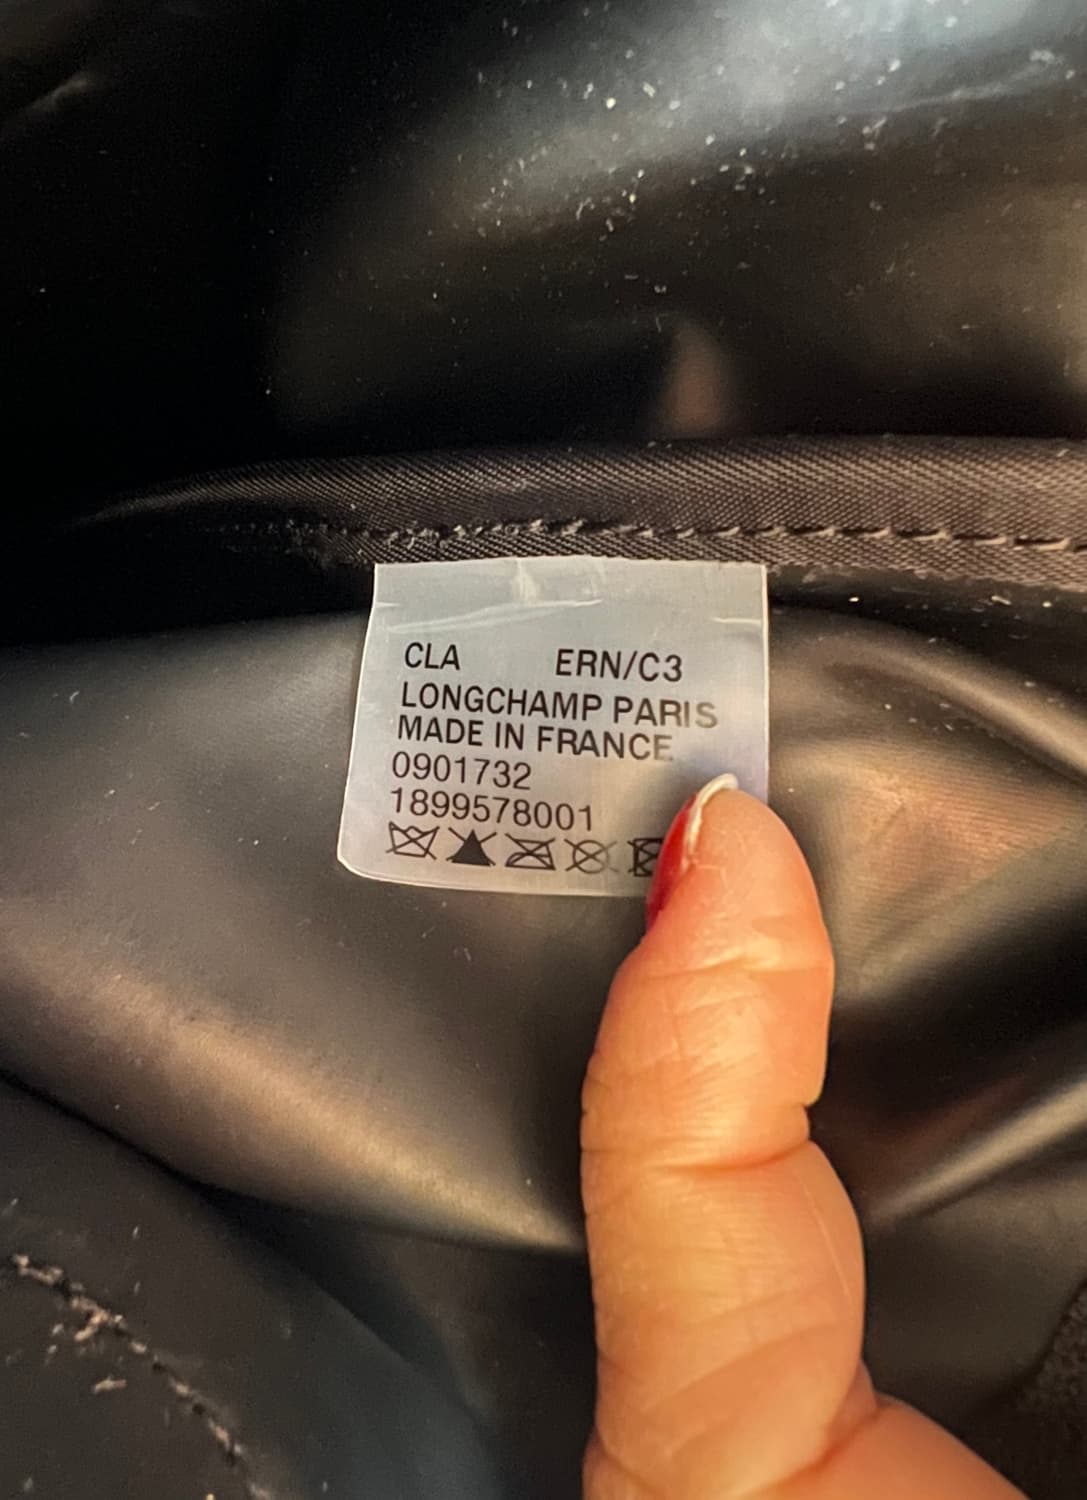 CLA ERN/C3
LONGCHAMP PARIS
MADE IN FRANCE
0901732
1899578001